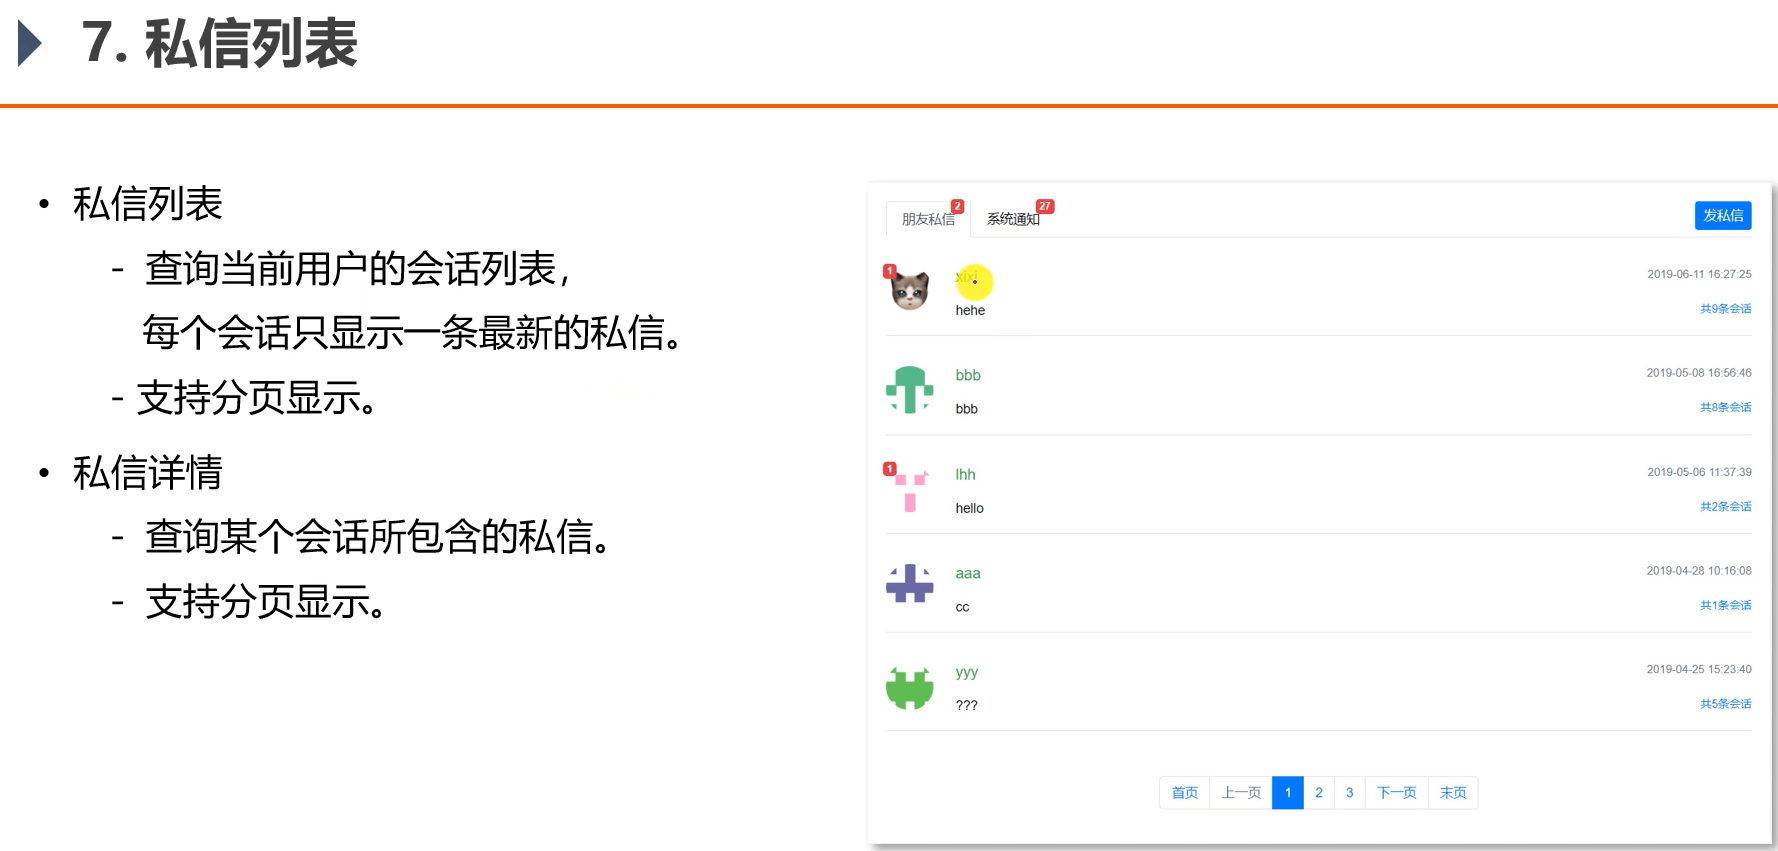 7. 私信列表
• 私信列表
- 查询当前用户的会话列表，
每个会话只显示一条最新的私信。
- 支持分页显示。
• 私信详情
- 查询某个会话所包含的私信。
- 支持分页显示。
朋友私信 2 系统通知 27 发私信
1 xixi 2019-06-11 16:27:25
hehe 共9条会话
bbb 2019-05-08 16:56:46
bbb 共8条会话
1 lhh 2019-05-06 11:37:39
hello 共2条会话
aaa 2019-04-28 10:16:08
cc 共1条会话
yyy 2019-04-25 15:23:40
??? 共5条会话
首页 上一页 1 2 3 下一页 末页